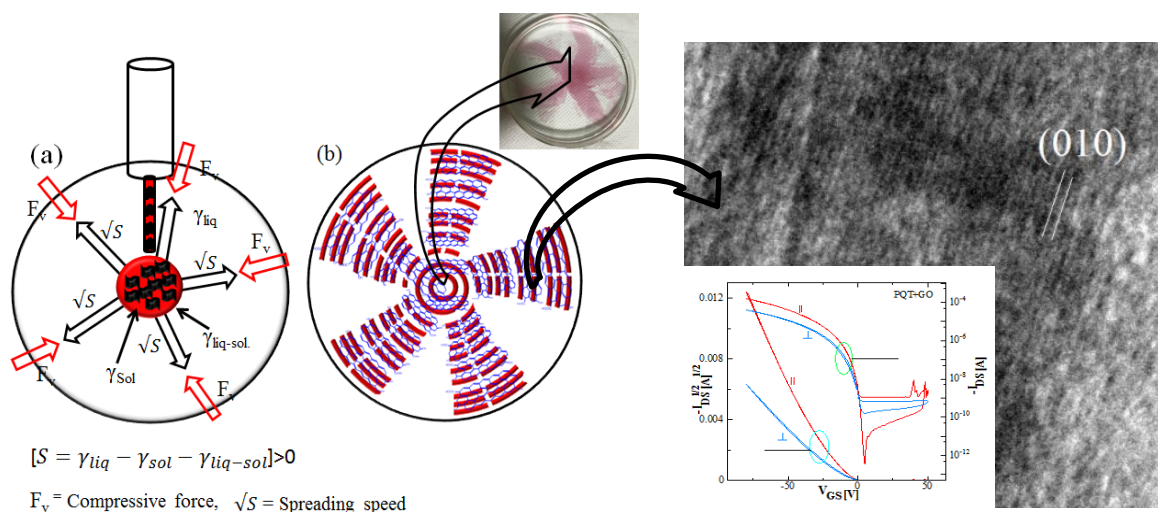 (a)
F_v
F_v
γ_liq
F_v
√S
√S
F_v
√S
√S
γ_liq-sol.
γ_Sol
F_v
F_v
[S = γ_liq − γ_sol − γ_liq−sol]>0
F_v = Compressive force, √S = Spreading speed
(b)
(010)
PQT+GO
0.012
0.008
0.004
0
-I_DS^1/2 [A]^1/2
10^-4
10^-6
10^-8
10^-10
10^-12
-I_DS [A]
||
⊥
||
⊥
-50
0
50
V_GS [V]